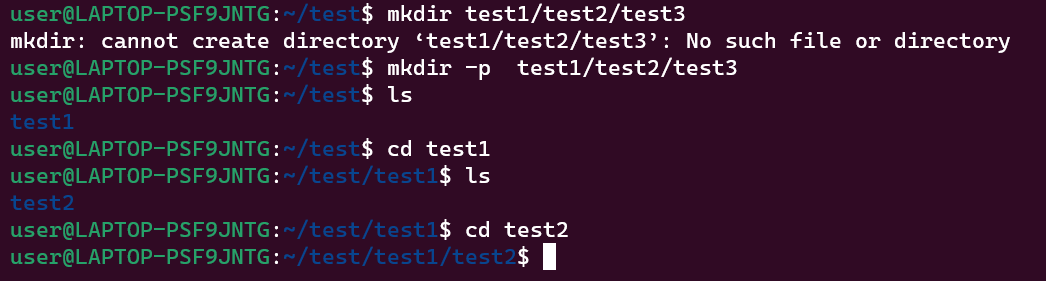 user@LAPTOP-PSF9JNTG:~/test$ mkdir test1/test2/test3
mkdir: cannot create directory ‘test1/test2/test3’: No such file or directory
user@LAPTOP-PSF9JNTG:~/test$ mkdir -p  test1/test2/test3
user@LAPTOP-PSF9JNTG:~/test$ ls
test1
user@LAPTOP-PSF9JNTG:~/test$ cd test1
user@LAPTOP-PSF9JNTG:~/test/test1$ ls
test2
user@LAPTOP-PSF9JNTG:~/test/test1$ cd test2
user@LAPTOP-PSF9JNTG:~/test/test1/test2$